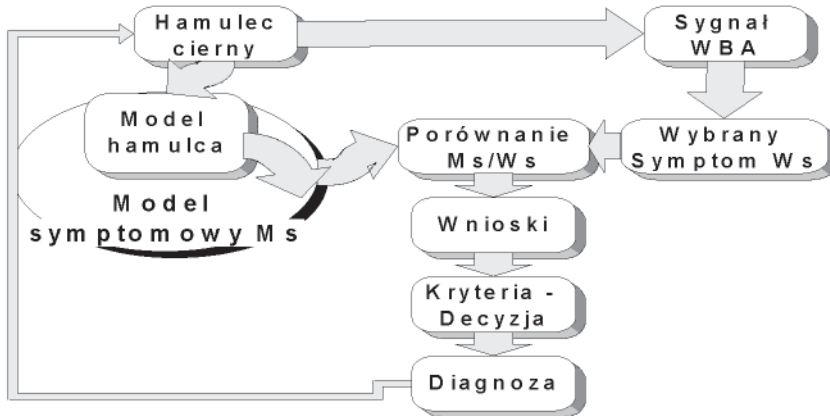 Hamulec
cierny
Sygnał
WBA
Model
hamulca
Porównanie
Ms/Ws
Wybrany
Symptom Ws
Model
symptomowy Ms
Wnioski
Kryteria -
Decyzja
Diagnoza